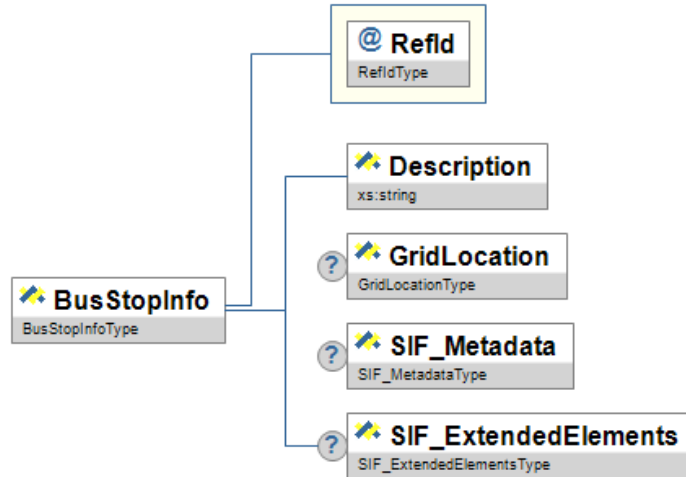 @ RefId
RefIdType
Description
xs:string
? GridLocation
GridLocationType
BusStopInfo
BusStopInfoType
? SIF_Metadata
SIF_MetadataType
? SIF_ExtendedElements
SIF_ExtendedElementsType